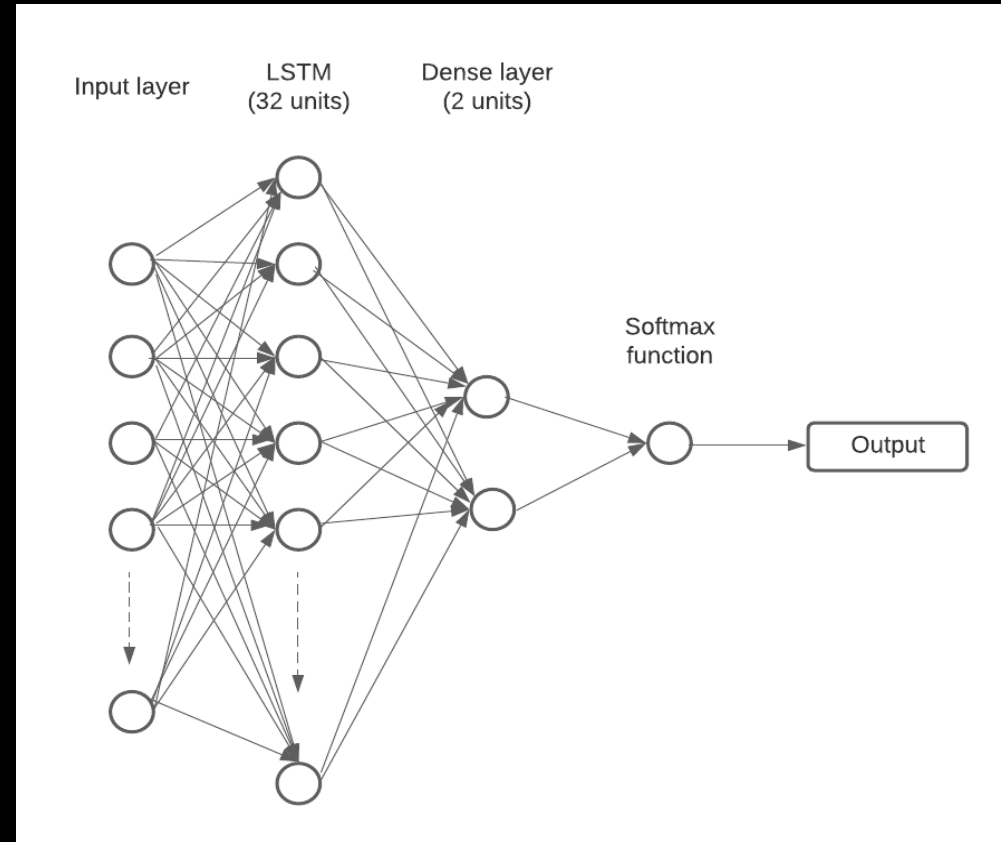 Input layer
LSTM
(32 units)
Dense layer
(2 units)
Softmax
function
Output